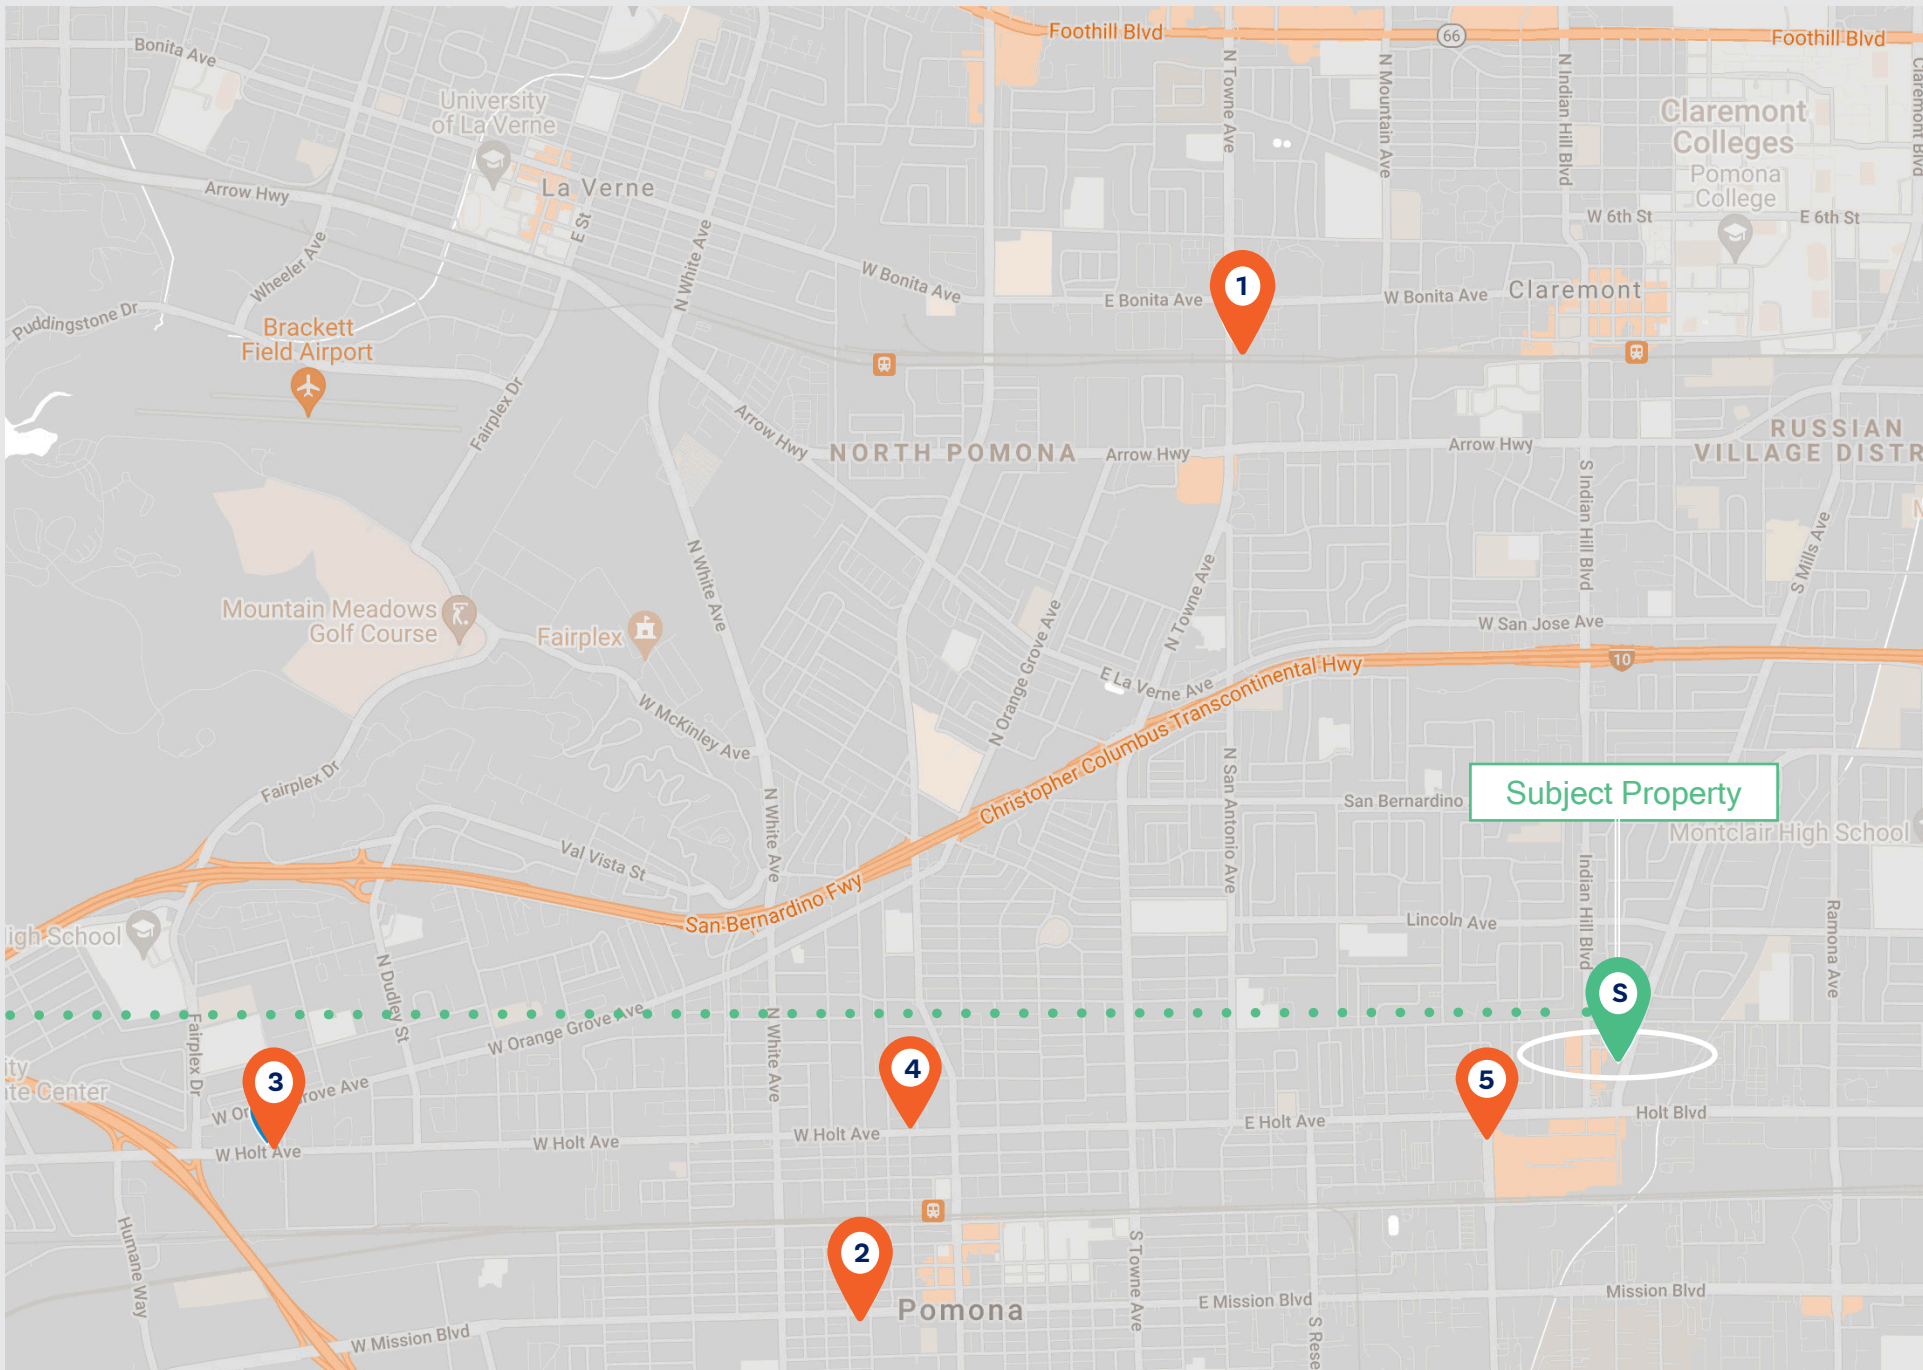 Foothill Blvd
66
Foothill Blvd
Bonita Ave
N Towne Ave
N Mountain Ave
N Indian Hill Blvd
Claremont Blvd
University
of La Verne
Claremont
Colleges
Pomona
College
Arrow Hwy
La Verne
E St
W 6th St
E 6th St
Wheeler Ave
N White Ave
W Bonita Ave
E Bonita Ave
1
W Bonita Ave
Claremont
Puddingstone Dr
Brackett
Field Airport
Fairplex Dr
Arrow Hwy
NORTH POMONA
Arrow Hwy
Arrow Hwy
RUSSIAN
VILLAGE DISTR
S Indian Hill Blvd
S Mills Ave
N White Ave
N Towne Ave
Mountain Meadows
Golf Course
Fairplex
N Orange Grove Ave
W San Jose Ave
10
E La Verne Ave
Christopher Columbus Transcontinental Hwy
W McKinley Ave
Fairplex Dr
N White Ave
N San Antonio Ave
San Bernardino
Subject Property
Montclair High School
Val Vista St
San Bernardino Fwy
Indian Hill Blvd
Lincoln Ave
Ramona Ave
igh School
N Dudley St
S
Fairplex Dr
W Orange Grove Ave
N White Ave
ity
te Center
3
W Or
rove Ave
4
5
W Holt Ave
W Holt Ave
W Holt Ave
E Holt Ave
Holt Blvd
Humane Way
2
Pomona
S Towne Ave
E Mission Blvd
Mission Blvd
S Rese
W Mission Blvd